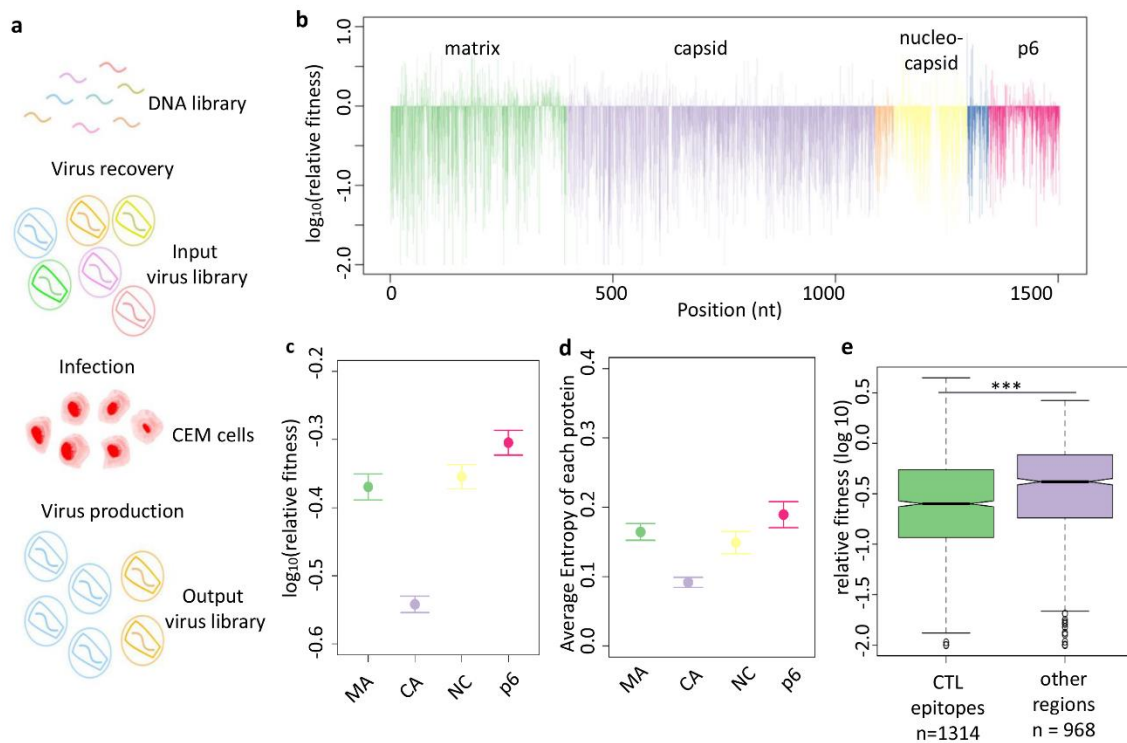 a
DNA library
Virus recovery
Input
virus library
Infection
CEM cells
Virus production
Output
virus library
b
log₁₀(relative fitness)
1.0
0.0
-1.0
-2.0
matrix
capsid
nucleo-
capsid
p6
0
500
1000
1500
Position (nt)
c
log₁₀(relative fitness)
-0.2
-0.3
-0.4
-0.5
-0.6
MA
CA
NC
p6
d
Average Entropy of each protein
0.4
0.3
0.2
0.1
0.0
MA
CA
NC
p6
e
relative fitness (log 10)
0.5
0.0
-0.5
-1.0
-1.5
-2.0
***
CTL
epitopes
n=1314
other
regions
n = 968